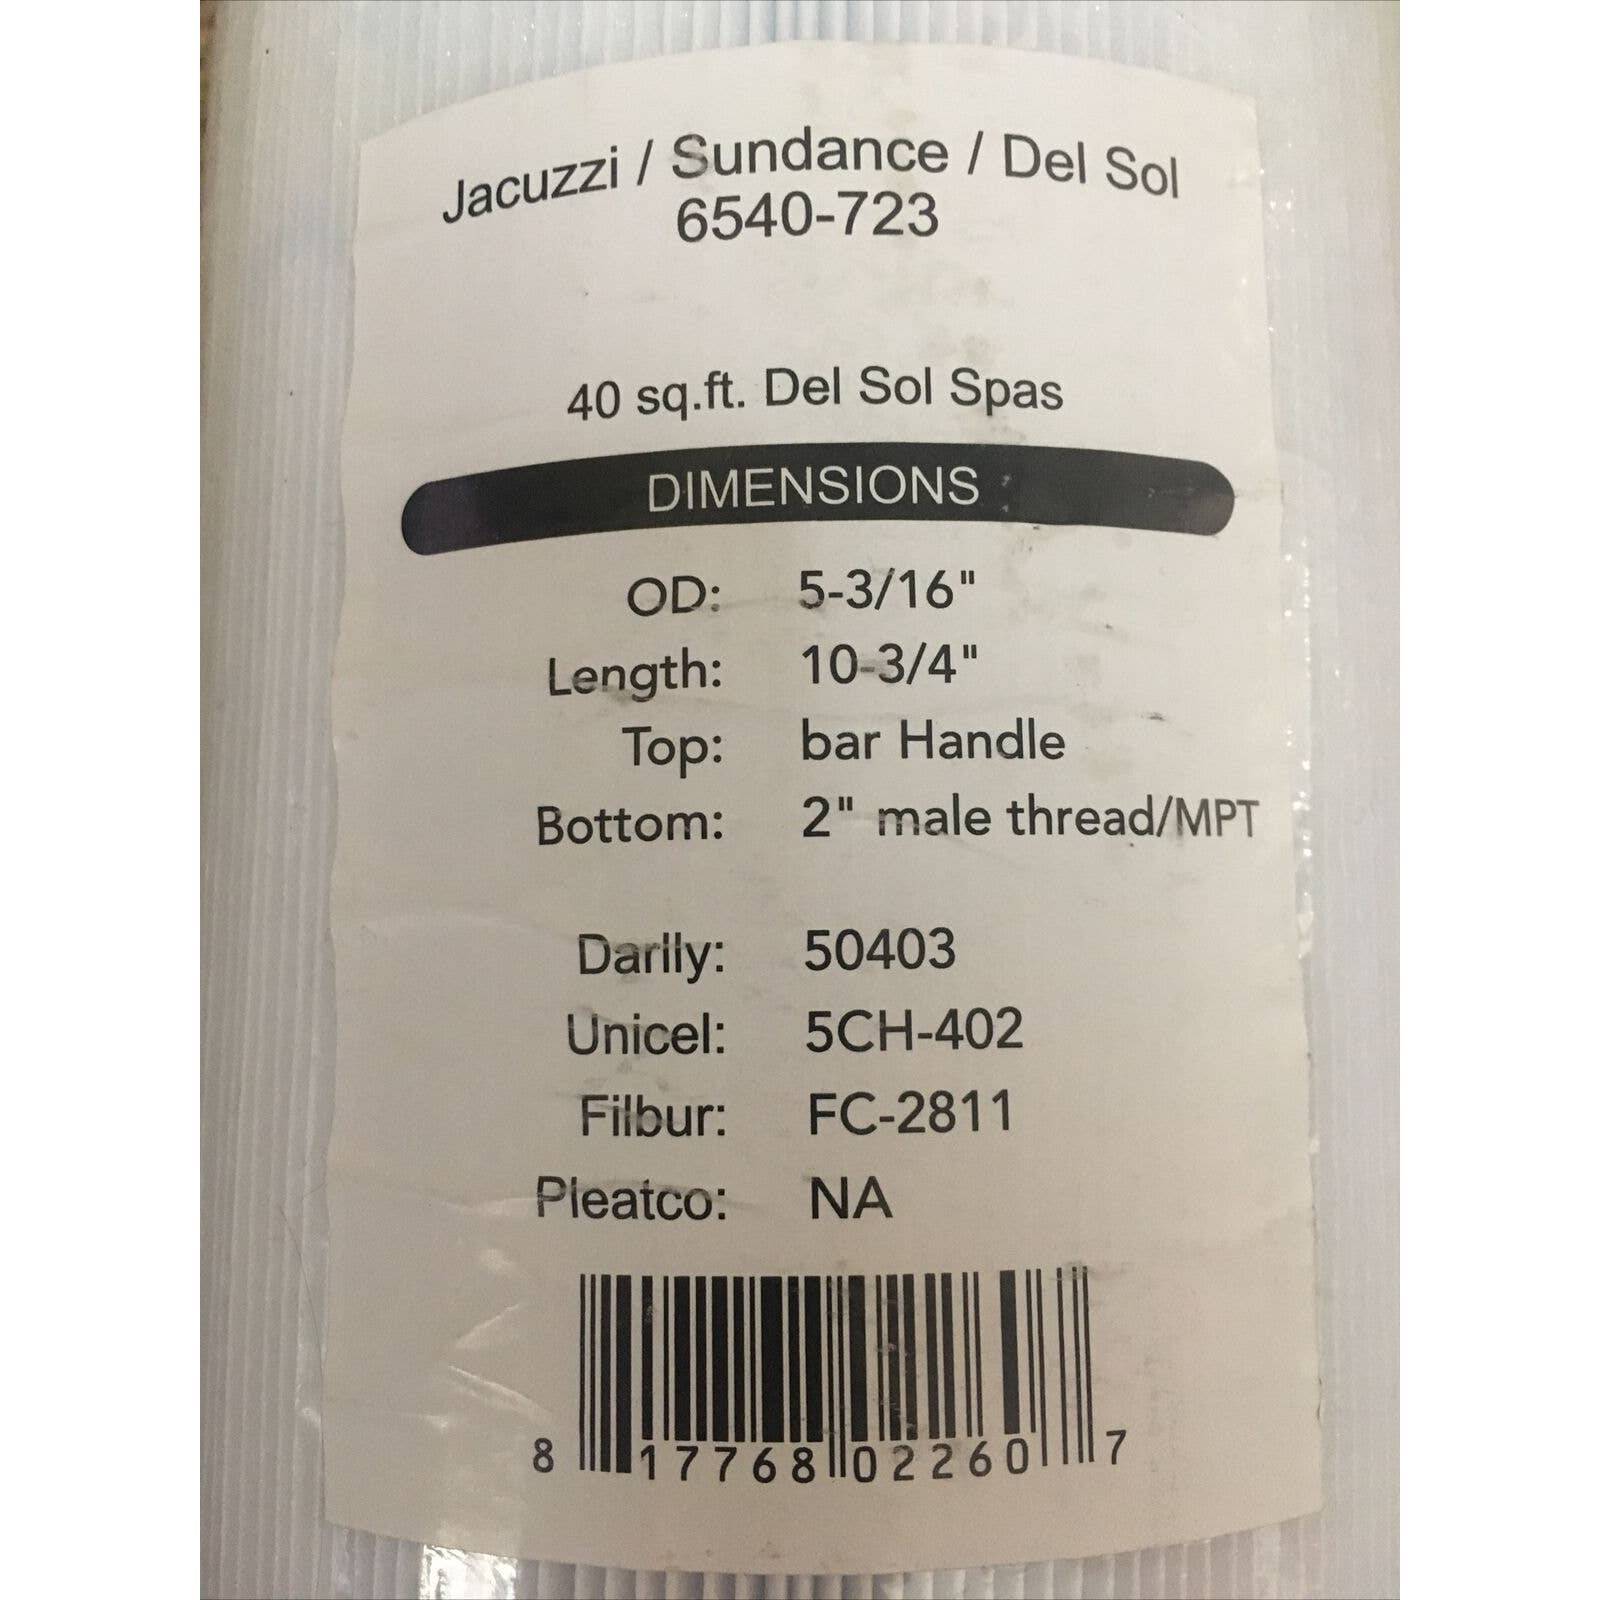 Jacuzzi / Sundance / Del Sol
6540-723
40 sq.ft. Del Sol Spas
DIMENSIONS
OD: 5-3/16"
Length: 10-3/4"
Top: bar Handle
Bottom: 2" male thread/MPT
Darlly: 50403
Unicel: 5CH-402
Filbur: FC-2811
Pleatco: NA
8 17768 02260 7